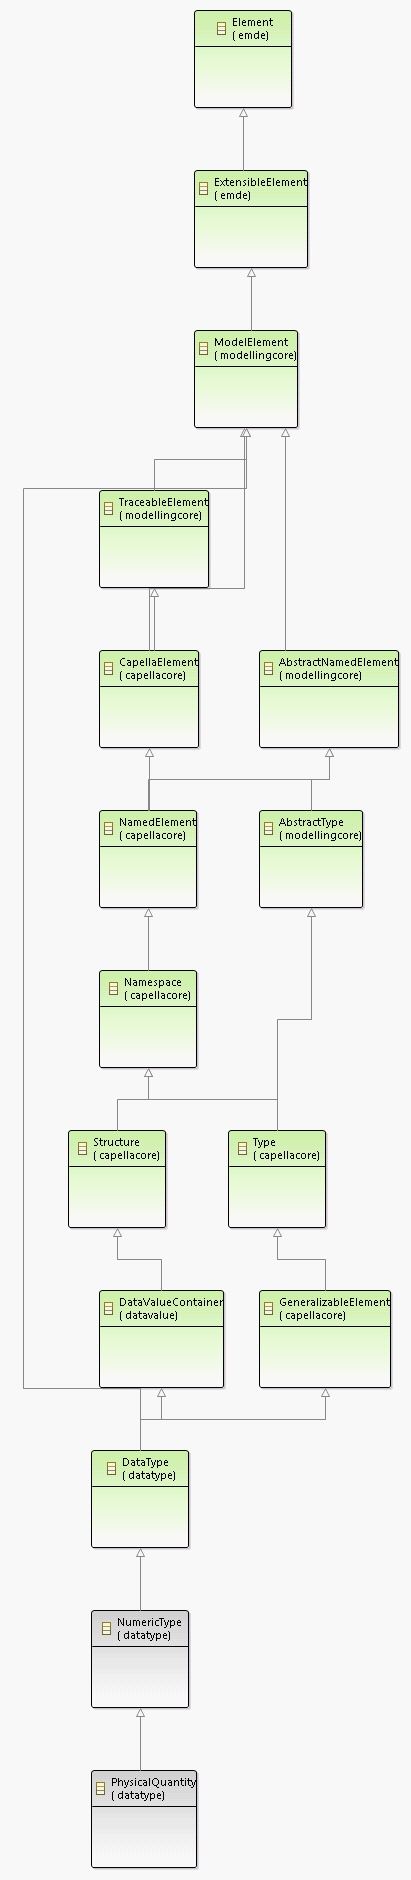 Element
( emde)
ExtensibleElement
( emde)
ModelElement
( modellingcore)
TraceableElement
( modellingcore)
CapellaElement
( capellacore)
AbstractNamedElement
( modellingcore)
NamedElement
( capellacore)
AbstractType
( modellingcore)
Namespace
( capellacore)
Structure
( capellacore)
Type
( capellacore)
DataValueContainer
( datavalue)
GeneralizableElement
( capellacore)
DataType
( datatype)
NumericType
( datatype)
PhysicalQuantity
( datatype)